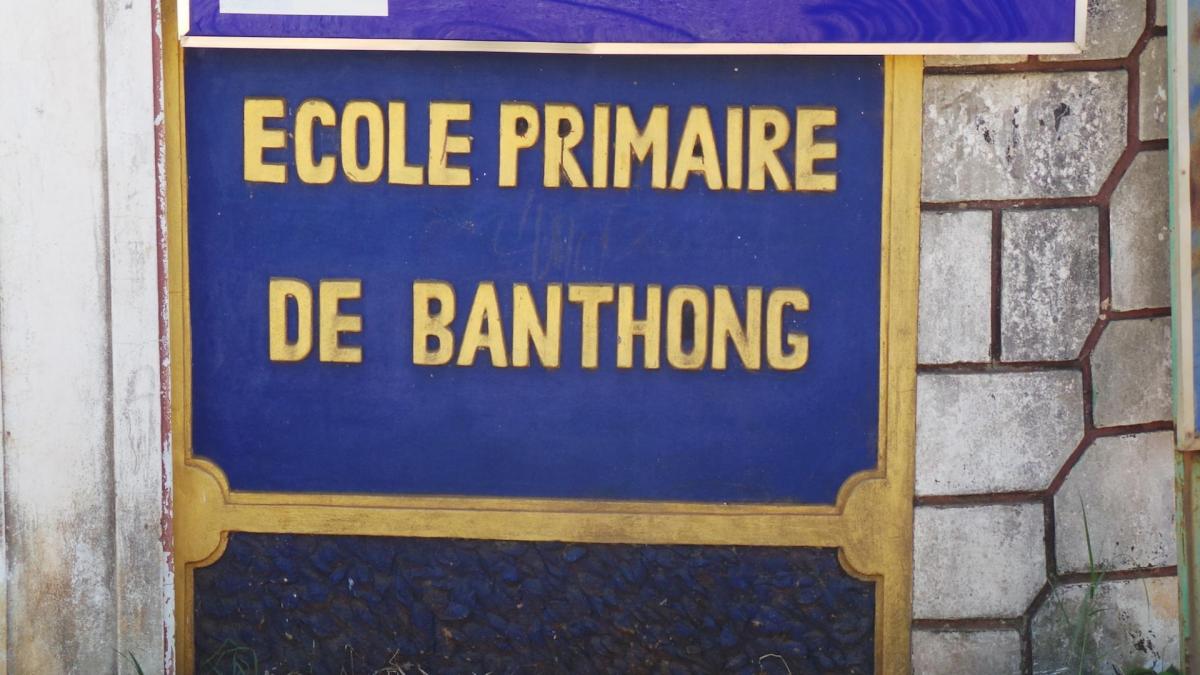 ECOLE PRIMAIRE
DE BANTHONG